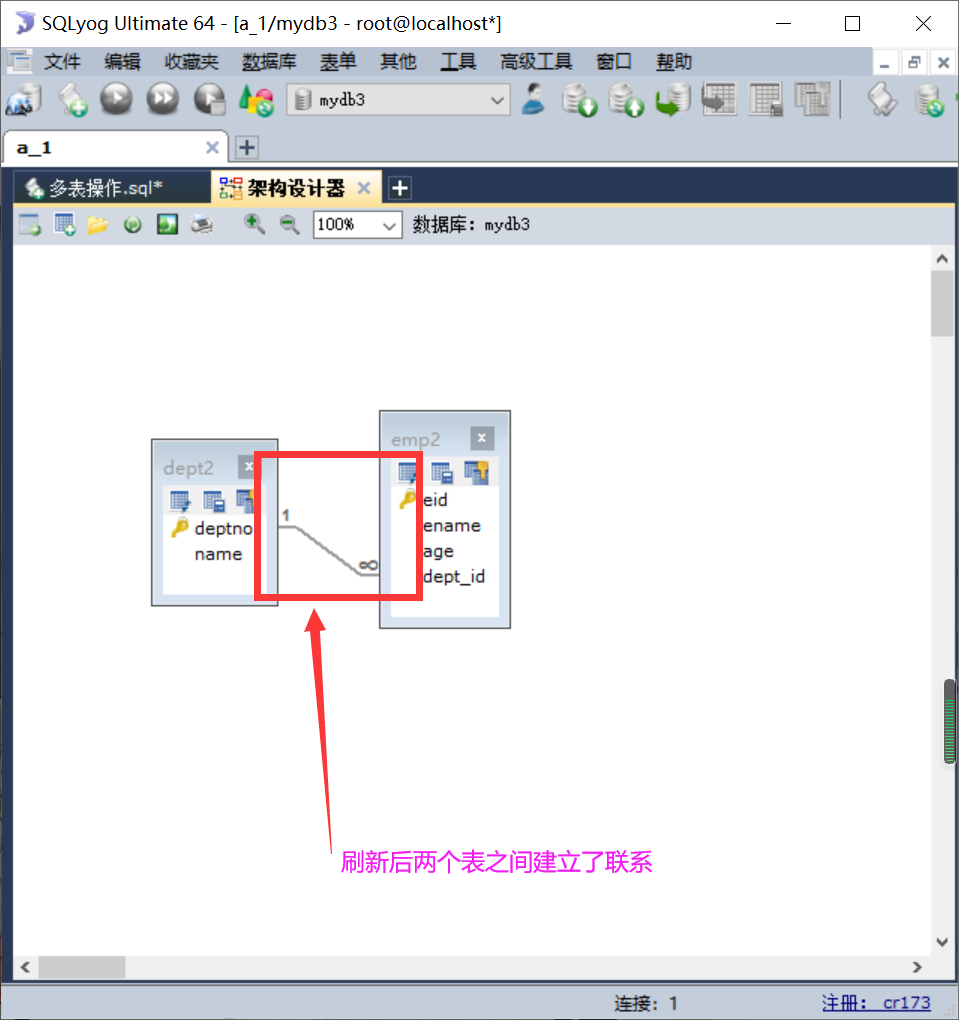 SQLyog Ultimate 64 - [a_1/mydb3 - root@localhost*]
文件 编辑 收藏夹 数据库 表单 其他 工具 高级工具 窗口 帮助
mydb3
a_1
多表操作.sql* 架构设计器
100% 数据库: mydb3
dept2
deptno
name
1
∞
emp2
eid
ename
age
dept_id
刷新后两个表之间建立了联系
连接: 1 注册: cr173